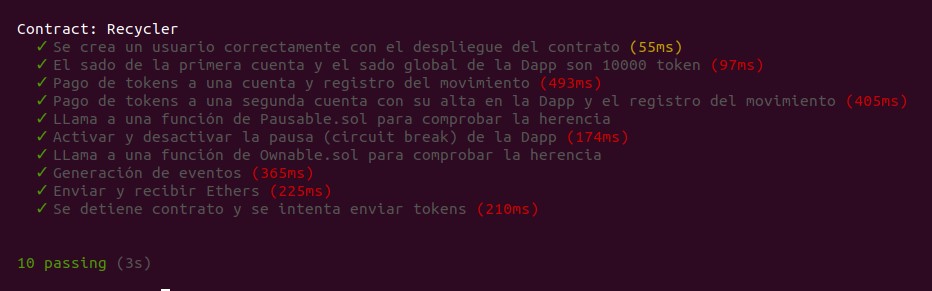 Contract: Recycler
✓ Se crea un usuario correctamente con el despliegue del contrato (55ms)
✓ El sado de la primera cuenta y el sado global de la Dapp son 10000 token (97ms)
✓ Pago de tokens a una cuenta y registro del movimiento (493ms)
✓ Pago de tokens a una segunda cuenta con su alta en la Dapp y el registro del movimiento (405ms)
✓ LLama a una función de Pausable.sol para comprobar la herencia
✓ Activar y desactivar la pausa (circuit break) de la Dapp (174ms)
✓ LLama a una función de Ownable.sol para comprobar la herencia
✓ Generación de eventos (365ms)
✓ Enviar y recibir Ethers (225ms)
✓ Se detiene contrato y se intenta enviar tokens (210ms)
10 passing (3s)